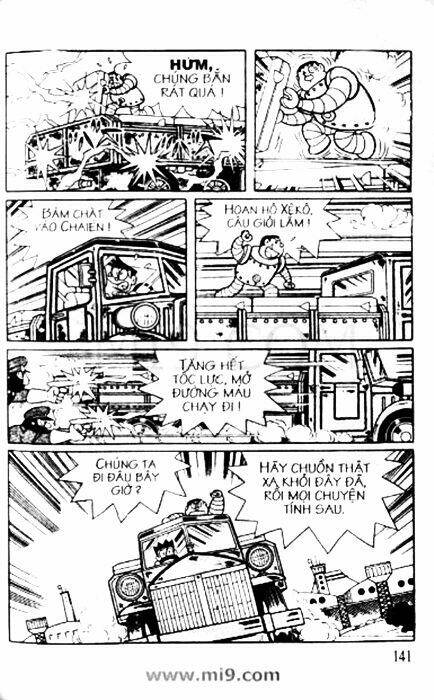 HỪM,
CHÚNG BẮN
RÁT QUÁ !
BÁM CHẶT
VÀO CHAIEN !
HOAN HÔ XÊKÔ,
CẬU GIỎI LẮM !
TĂNG HẾT
TỐC LỰC, MỞ
ĐƯỜNG MÁU
CHẠY ĐI !
CHÚNG TA
ĐI ĐÂU BÂY
GIỜ ?
HÃY CHUỒN THẬT
XA KHỎI ĐÂY ĐÃ,
RỒI MỌI CHUYỆN
TÍNH SAU.
141
www.mi9.com